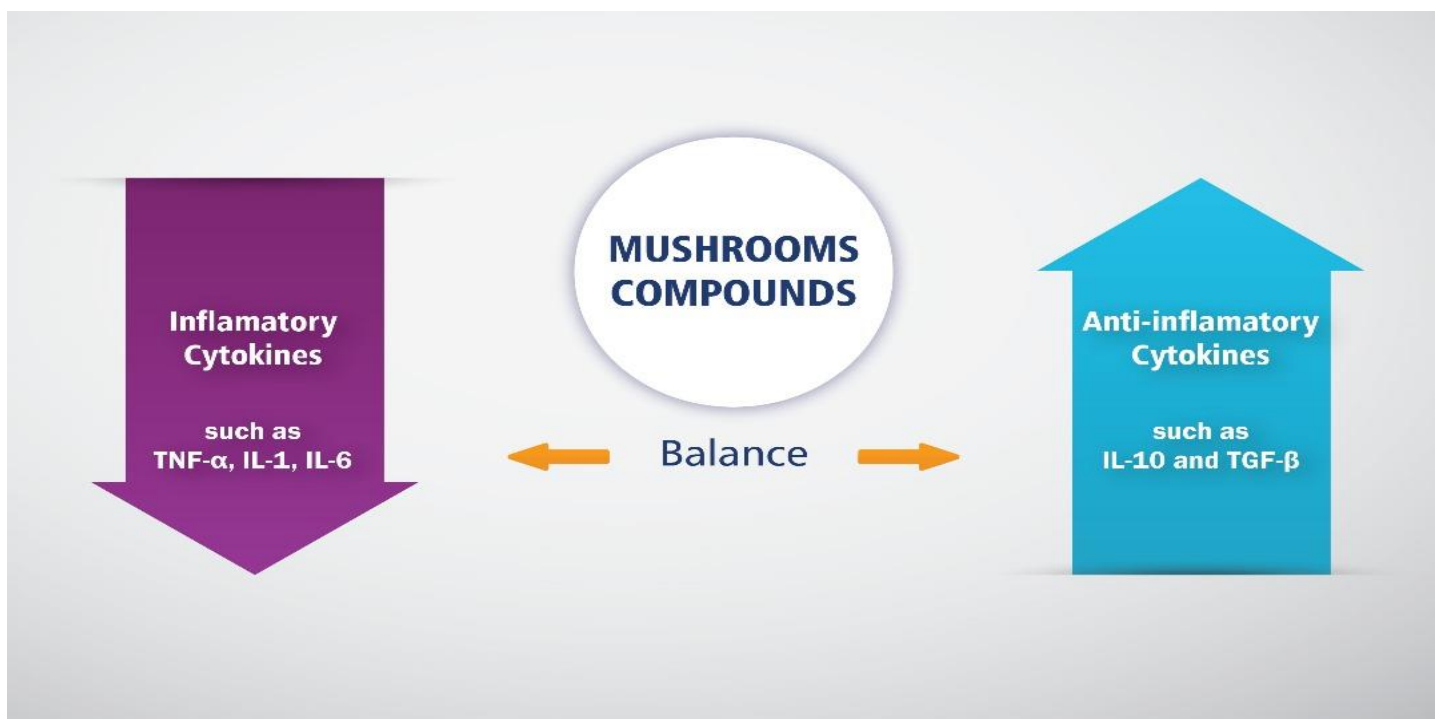 Inflamatory
Cytokines
such as
TNF-α, IL-1, IL-6
MUSHROOMS
COMPOUNDS
Balance
Anti-inflamatory
Cytokines
such as
IL-10 and TGF-β